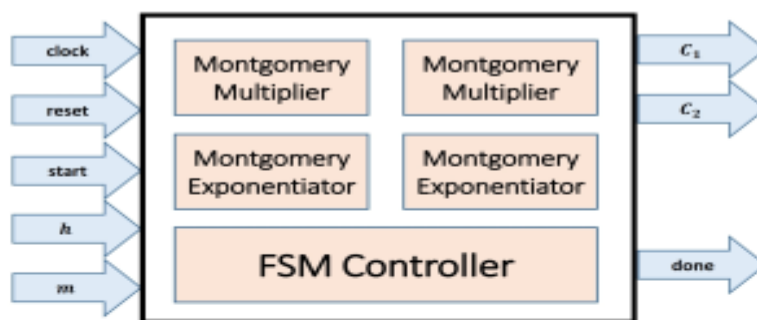 clock
reset
start
h
m
Montgomery
Multiplier
Montgomery
Multiplier
Montgomery
Exponentiator
Montgomery
Exponentiator
FSM Controller
C₁
C₂
done